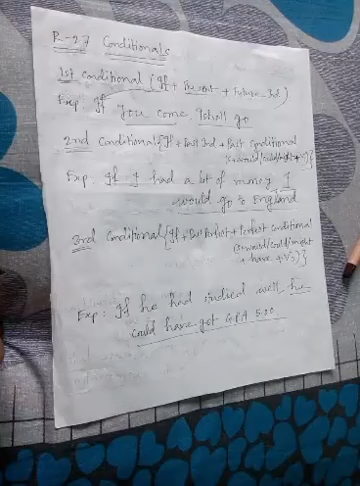 R-27 Conditionals
1st conditional (If + Present + Future Ind)
Exp If You come, I shall go
2nd Conditional {If + Past Ind + Past Conditional
(S+would/could/might + V1)}
Exp: If I had a lot of money, I
would go to England
3rd Conditional {If + Past Perfect + Perfect conditional
(S+would/could/might
+ have + V3)}
Exp: If he had studied well, he
could have got GPA 5.00